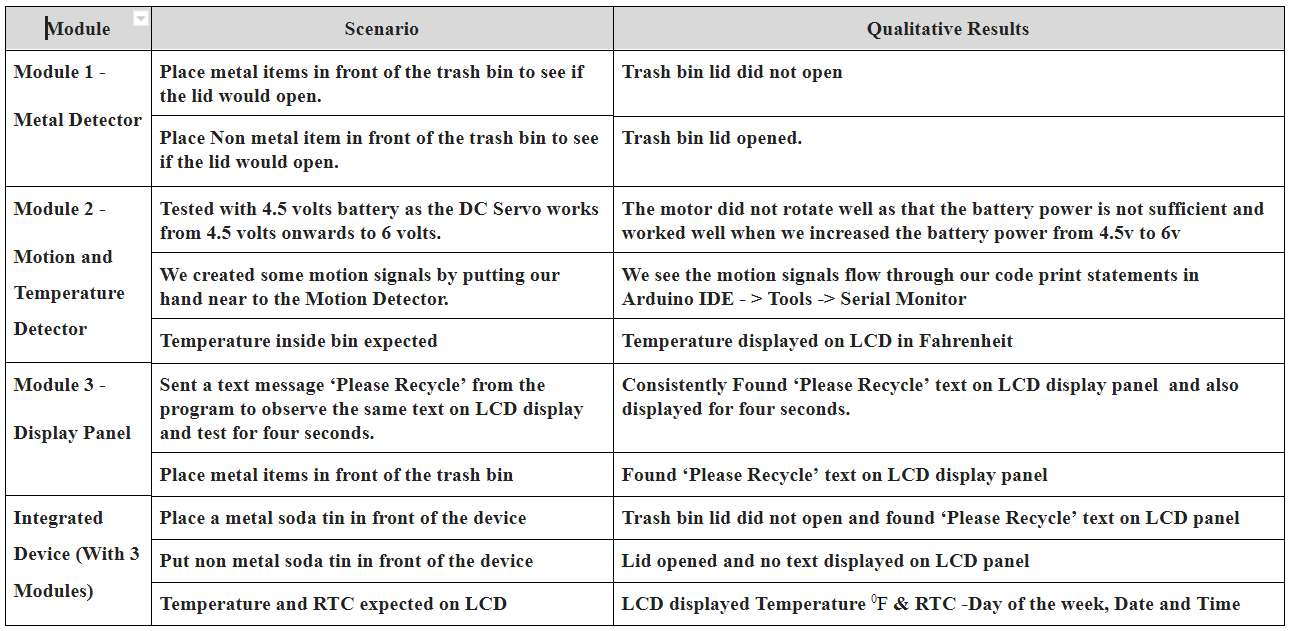 Module
Scenario
Qualitative Results
Module 1 -
Metal Detector
Place metal items in front of the trash bin to see if
the lid would open.
Trash bin lid did not open
Place Non metal item in front of the trash bin to see
if the lid would open.
Trash bin lid opened.
Module 2 -
Motion and
Temperature
Detector
Tested with 4.5 volts battery as the DC Servo works
from 4.5 volts onwards to 6 volts.
The motor did not rotate well as that the battery power is not sufficient and
worked well when we increased the battery power from 4.5v to 6v
We created some motion signals by putting our
hand near to the Motion Detector.
We see the motion signals flow through our code print statements in
Arduino IDE - > Tools -> Serial Monitor
Temperature inside bin expected
Temperature displayed on LCD in Fahrenheit
Module 3 -
Display Panel
Sent a text message ‘Please Recycle’ from the
program to observe the same text on LCD display
and test for four seconds.
Consistently Found ‘Please Recycle’ text on LCD display panel  and also
displayed for four seconds.
Place metal items in front of the trash bin
Found ‘Please Recycle’ text on LCD display panel
Integrated
Device (With 3
Modules)
Place a metal soda tin in front of the device
Trash bin lid did not open and found ‘Please Recycle’ text on LCD panel
Put non metal soda tin in front of the device
Lid opened and no text displayed on LCD panel
Temperature and RTC expected on LCD
LCD displayed Temperature ⁰F & RTC -Day of the week, Date and Time